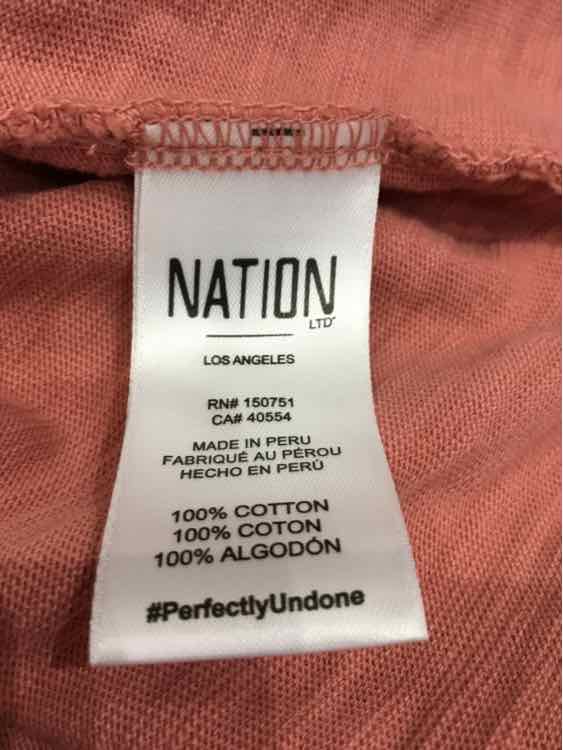 NATION
LTD™
LOS ANGELES
RN# 150751
CA# 40554
MADE IN PERU
FABRIQUÉ AU PÉROU
HECHO EN PERÚ
100% COTTON
100% COTON
100% ALGODÓN
#PerfectlyUndone